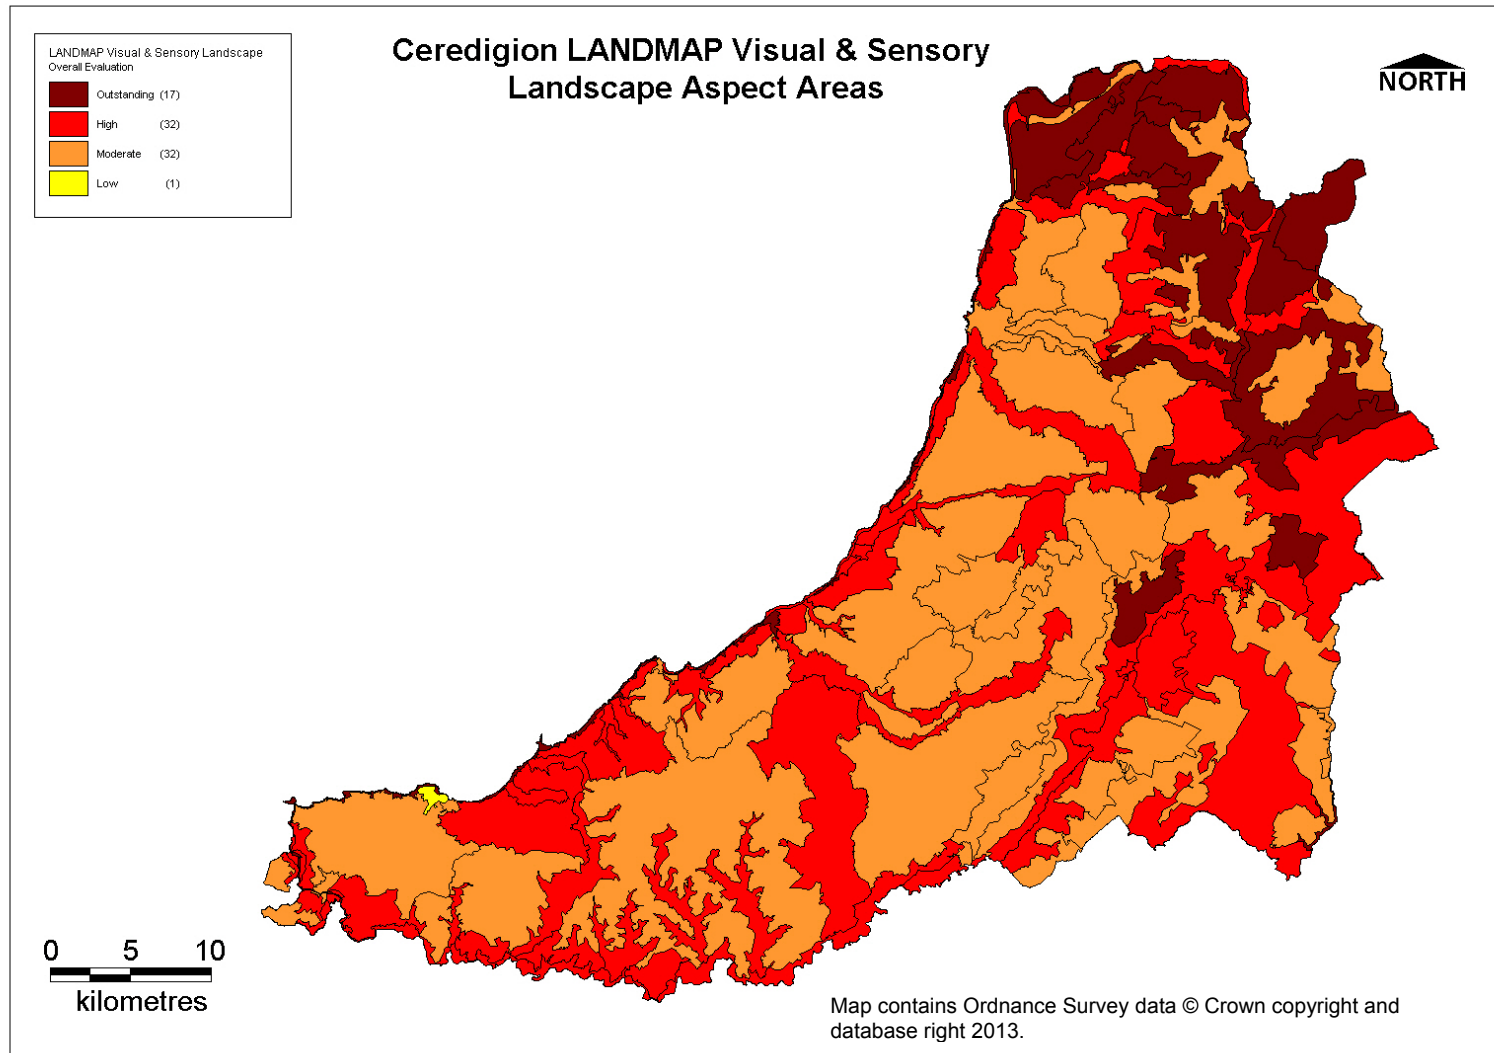 LANDMAP Visual & Sensory Landscape
Overall Evaluation
Outstanding (17)
High (32)
Moderate (32)
Low (1)
Ceredigion LANDMAP Visual & Sensory
Landscape Aspect Areas
NORTH
0 5 10
kilometres
Map contains Ordnance Survey data © Crown copyright and
database right 2013.